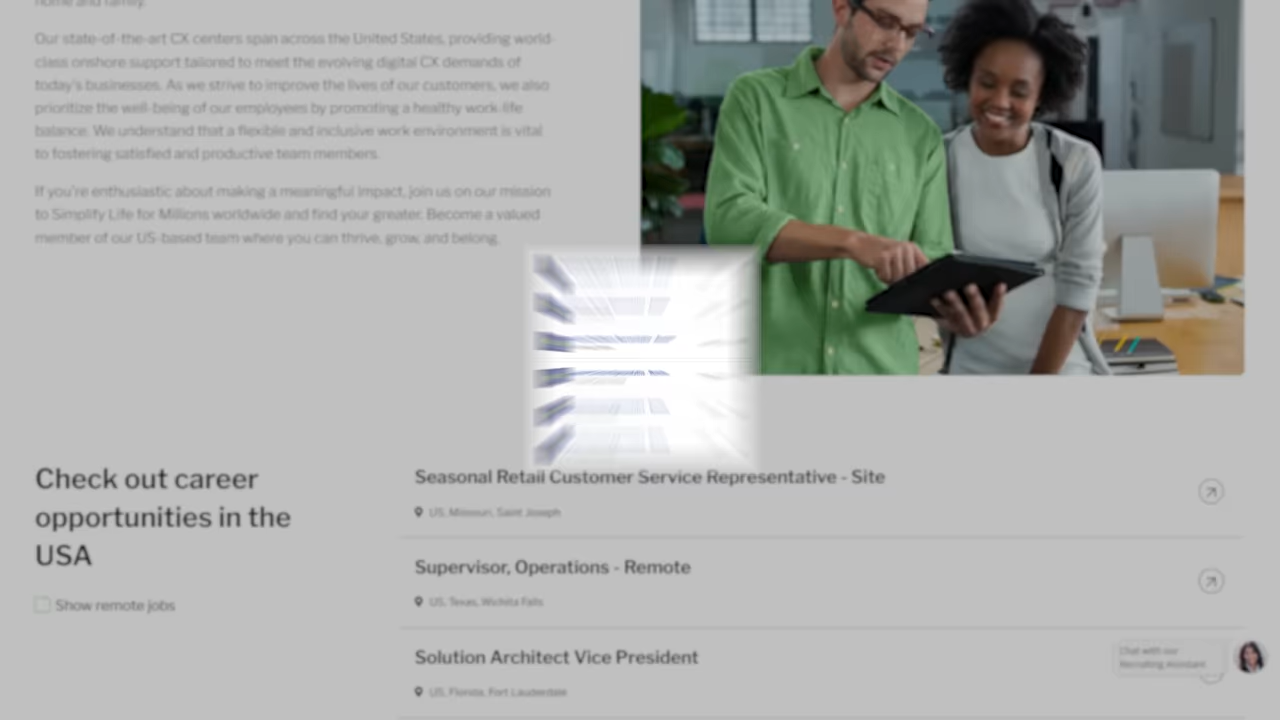 home and family.
Our state-of-the-art CX centers span across the United States, providing world-
class onshore support tailored to meet the evolving digital CX demands of
today's businesses. As we strive to improve the lives of our customers, we also
prioritize the well-being of our employees by promoting a healthy work-life
balance. We understand that a flexible and inclusive work environment is vital
to fostering satisfied and productive team members.
If you're enthusiastic about making a meaningful impact, join us on our mission
to Simplify Life for Millions worldwide and find your greater. Become a valued
member of our US-based team where you can thrive, grow, and belong.
Check out career
opportunities in the
USA
Show remote jobs
Seasonal Retail Customer Service Representative - Site
US, Missouri, Saint Joseph
Supervisor, Operations - Remote
US, Texas, Wichita Falls
Solution Architect Vice President
US, Florida, Fort Lauderdale
Chat with our
Recruiting Assistant